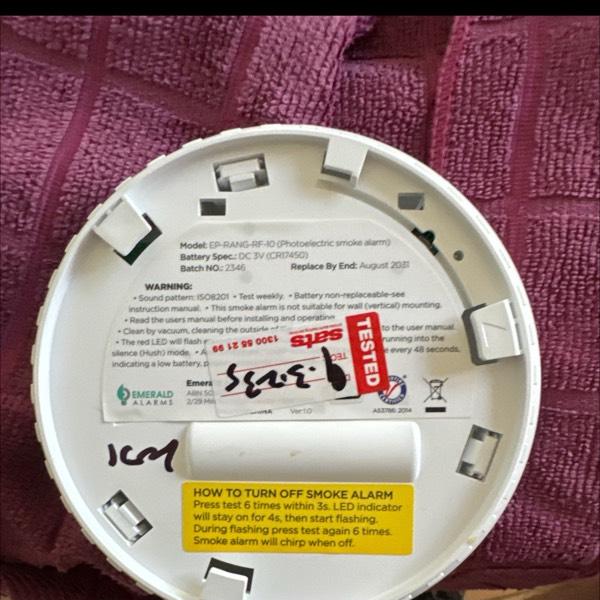 Model: EP-RANG-RF-10 (Photoelectric smoke alarm)
Battery Spec.: DC 3V (CR17450)
Batch NO.: 2346 Replace By End: August 2031
WARNING:
• Sound pattern: ISO8201 • Test weekly. • Battery non-replaceable-see
instruction manual. • This smoke alarm is not suitable for wall (vertical) mounting.
• Read the users manual before installing and operating
• Clean by vacuum, cleaning the outside of to the user manual.
• The red LED will flash running into the
silence (Hush) mode. • every 48 seconds,
indicating a low battery,
TESTED
sats
1300 55 21 99
EMERALD
ALARMS
Emera
ABN 50
2/29
Ver1.0
AS3786:2014
HOW TO TURN OFF SMOKE ALARM
Press test 6 times within 3s. LED indicator
will stay on for 4s, then start flashing.
During flashing press test again 6 times.
Smoke alarm will chirp when off.